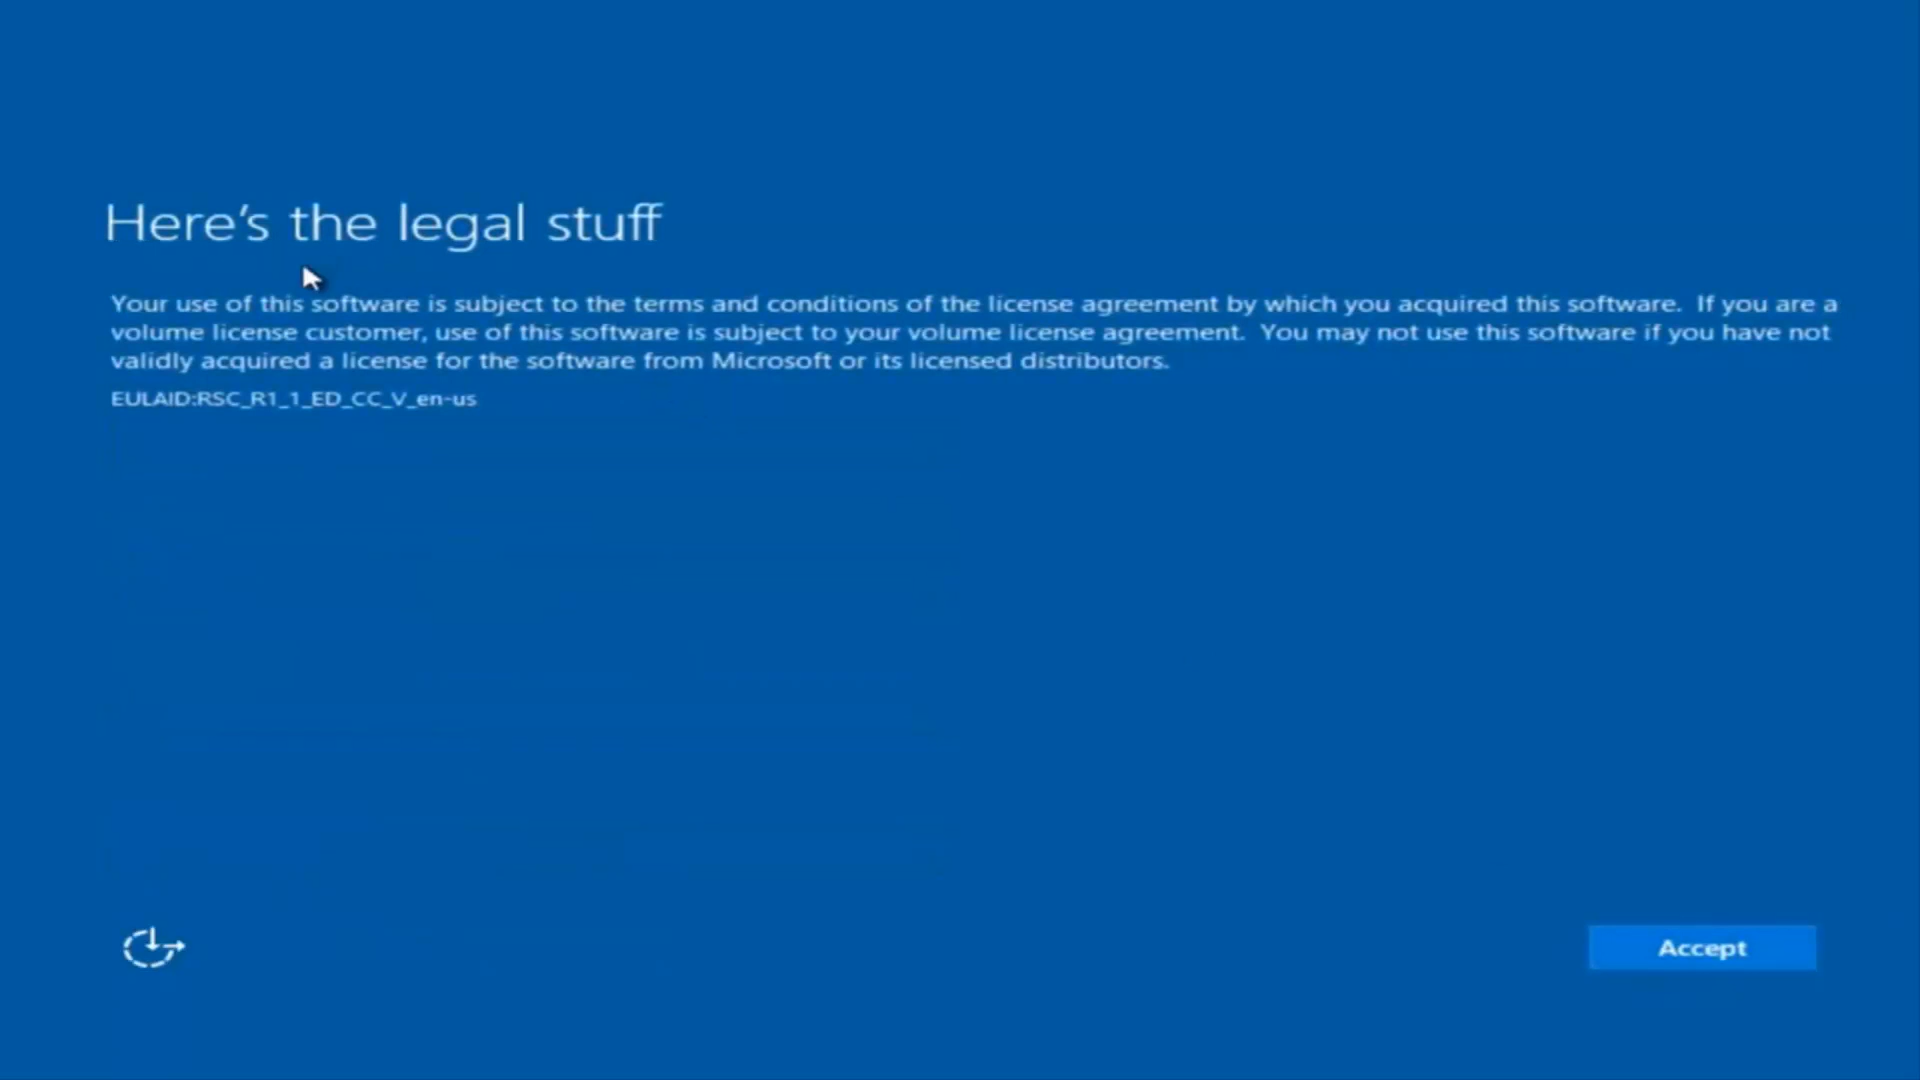 Here’s the legal stuff
Your use of this software is subject to the terms and conditions of the license agreement by which you acquired this software.  If you are a
volume license customer, use of this software is subject to your volume license agreement.  You may not use this software if you have not
validly acquired a license for the software from Microsoft or its licensed distributors.
EULAID:RSC_R1_1_ED_CC_V_en-us
Accept